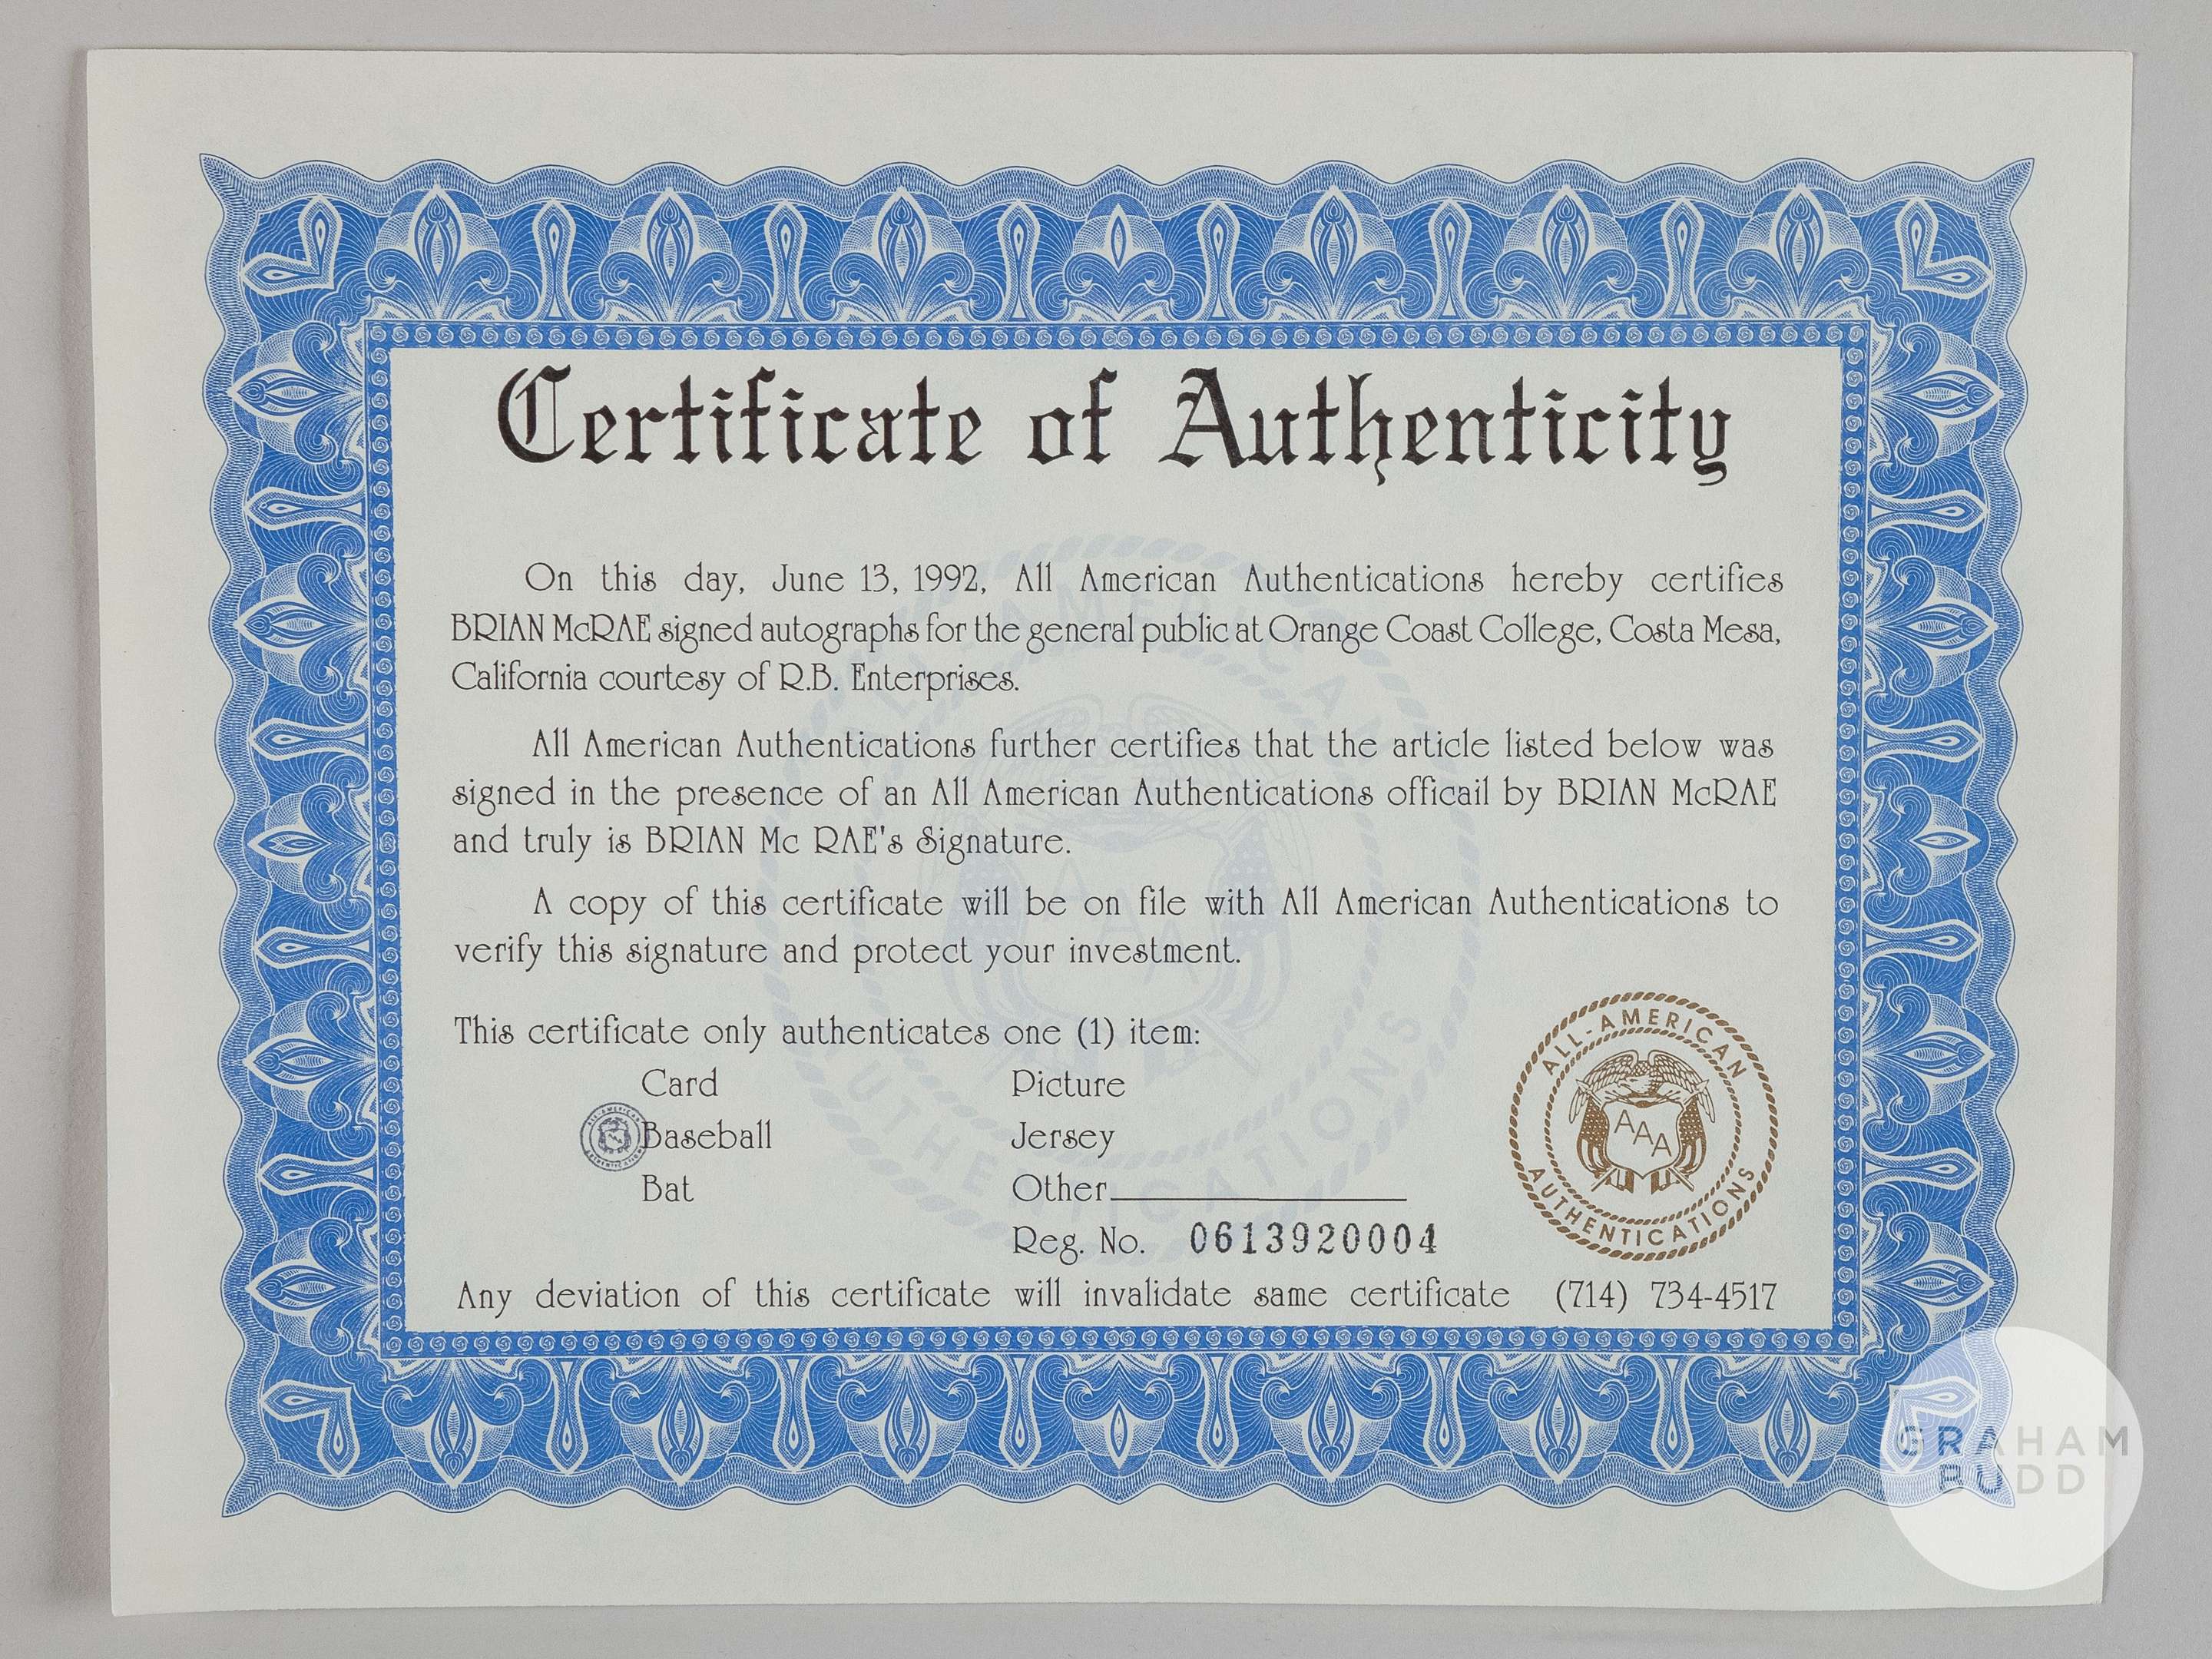 Certificate of Authenticity
On this day, June 13, 1992, All American Authentications hereby certifies
BRIAN McRAE signed autographs for the general public at Orange Coast College, Costa Mesa,
California courtesy of R.B. Enterprises.
All American Authentications further certifies that the article listed below was
signed in the presence of an All American Authentications officail by BRIAN McRAE
and truly is BRIAN Mc RAE's Signature.
A copy of this certificate will be on file with All American Authentications to
verify this signature and protect your investment.
This certificate only authenticates one (1) item:
Card Picture
Baseball Jersey
Bat Other
Reg. No. 0613920004
ALL-AMERICAN
AAA
AUTHENTICATIONS
Any deviation of this certificate will invalidate same certificate (714) 734-4517
ALL AMERICAN
AAA
AUTHENTICATIONS
GRAHAM
BUDD